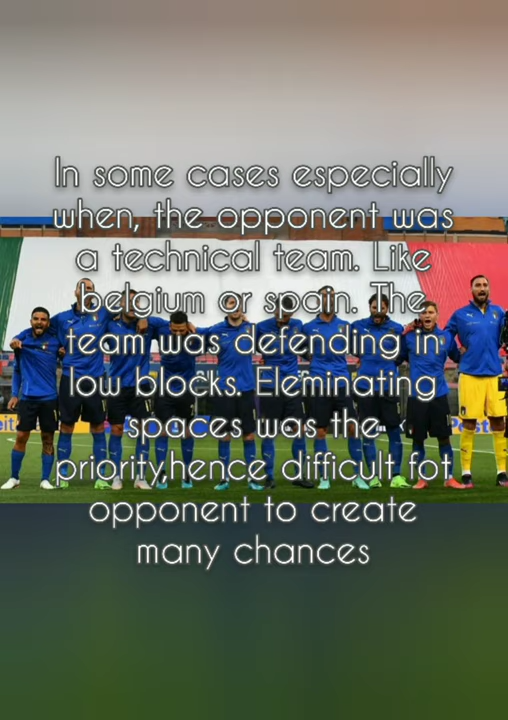 In some cases especially
when, the opponent was
a technical team. Like
belgium or spain. The
team was defending in
low blocks. Eleminating
spaces was the
priority,hence difficult fot
opponent to create
many chances